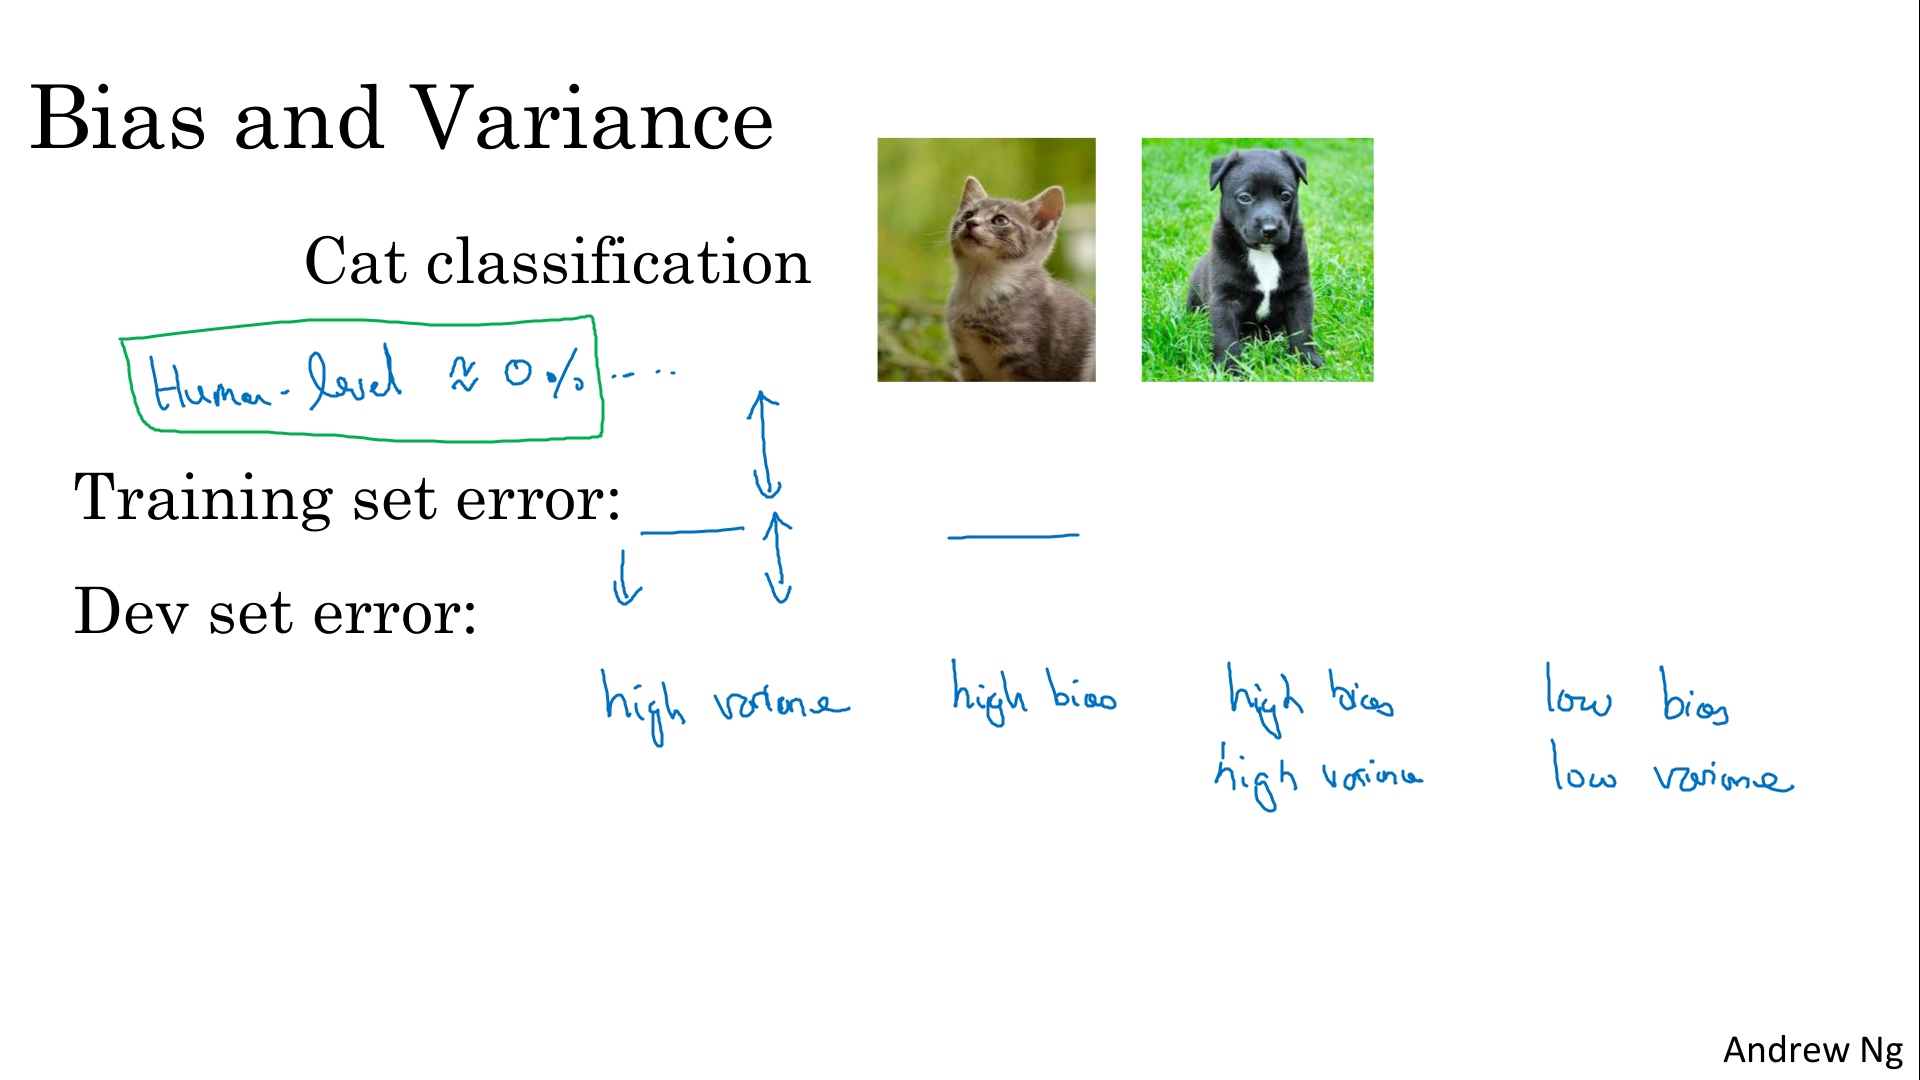 Bias and Variance
Cat classification
Human-level ≈ 0% ....
Training set error:
Dev set error:
high variance high bias high bias low bias
high variance low variance
Andrew Ng